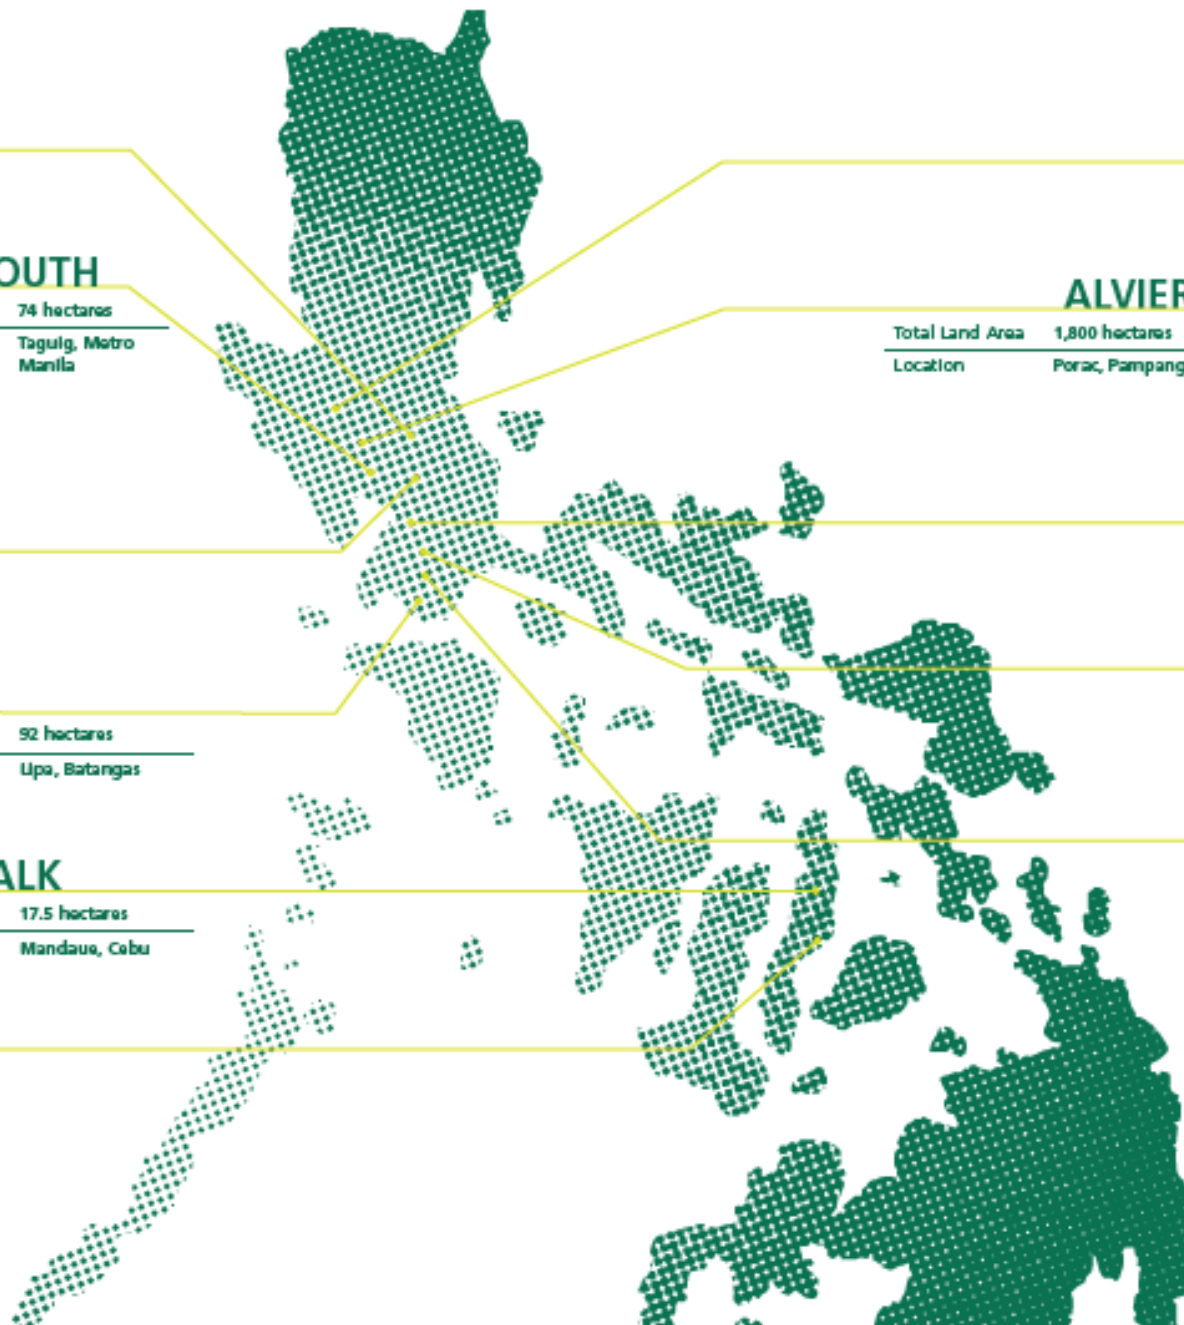 OUTH
74 hectares
Taguig, Metro
Manila
ALVIER
Total Land Area 1,800 hectares
Location Porac, Pampang
92 hectares
Lipa, Batangas
ALK
17.5 hectares
Mandaue, Cebu